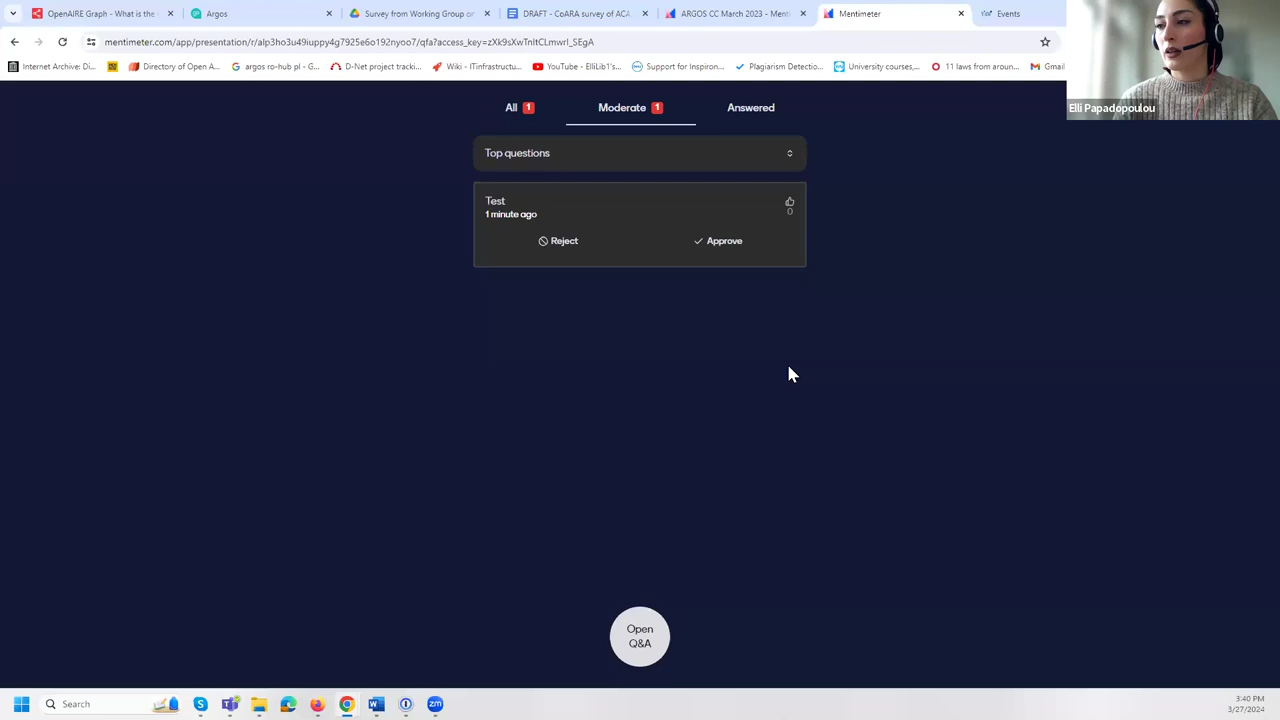 OpenAIRE Graph - What is the
Argos
Survey from Working Group on
DRAFT - CoARA survey of ACA
ARGOS CC March 2023 - Menti
Mentimeter
Events
mentimeter.com/app/presentation/r/alp3ho3u49iuppy4g7925e6o192nyoo7/qfa?access_key=zXk9sXwTnItCLmwrI_SEgA
Internet Archive: Di...
Directory of Open A...
argos ro-hub pl - G...
D-Net project tracki...
Wiki - ITinfrastructu...
YouTube - ElliLib1's...
Support for Inspiron...
Plagiarism Detectio...
University courses,...
11 laws from aroun...
Gmail
Elli Papadopoulou
All 1
Moderate 1
Answered
Top questions
Test
0
1 minute ago
Reject
Approve
Open
Q&A
Search
3:40 PM
3/27/2024